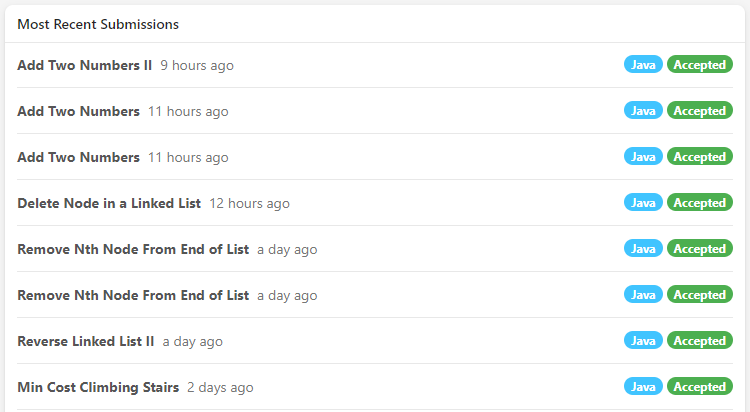 Most Recent Submissions
Add Two Numbers II 9 hours ago Java Accepted
Add Two Numbers 11 hours ago Java Accepted
Add Two Numbers 11 hours ago Java Accepted
Delete Node in a Linked List 12 hours ago Java Accepted
Remove Nth Node From End of List a day ago Java Accepted
Remove Nth Node From End of List a day ago Java Accepted
Reverse Linked List II a day ago Java Accepted
Min Cost Climbing Stairs 2 days ago Java Accepted